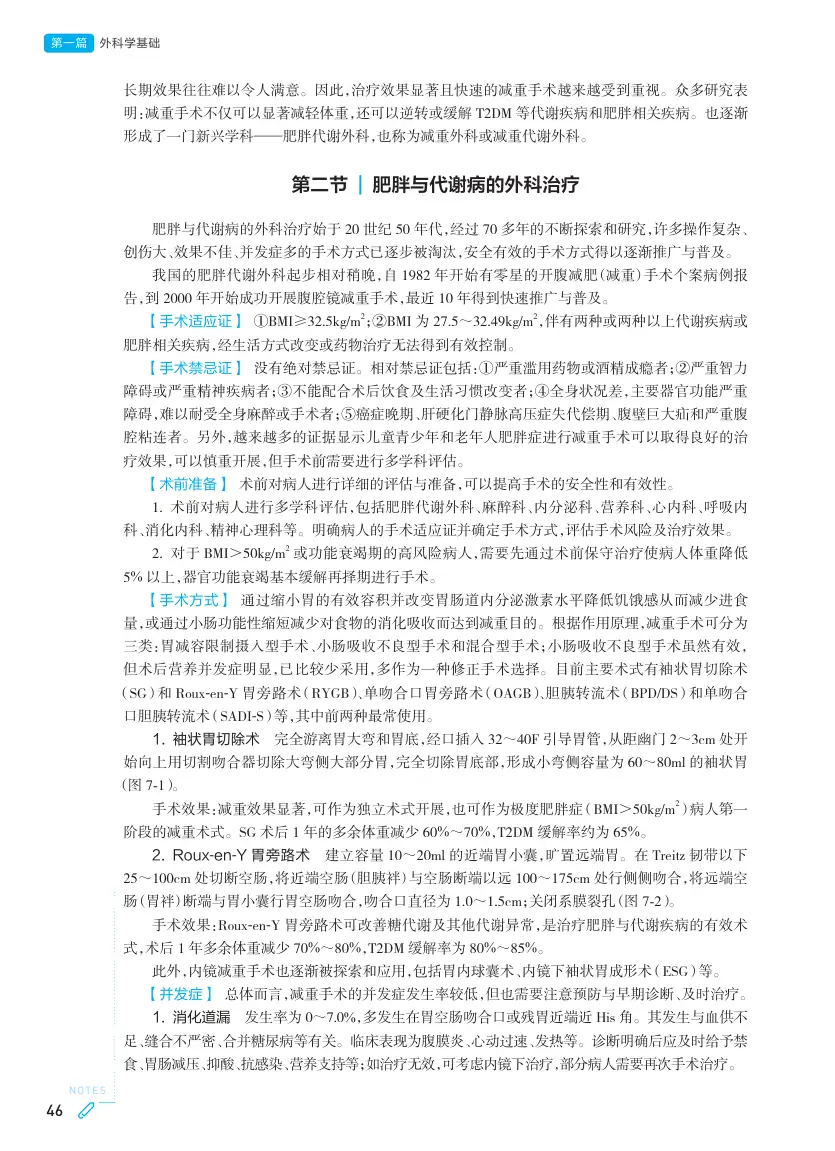 第一篇 外科学基础
长期效果往往难以令人满意。因此,治疗效果显著且快速的减重手术越来越受到重视。众多研究表
明:减重手术不仅可以显著减轻体重,还可以逆转或缓解 T2DM 等代谢疾病和肥胖相关疾病。也逐渐
形成了一门新兴学科——肥胖代谢外科,也称为减重外科或减重代谢外科。
第二节 | 肥胖与代谢病的外科治疗
肥胖与代谢病的外科治疗始于 20 世纪 50 年代,经过 70 多年的不断探索和研究,许多操作复杂、
创伤大、效果不佳、并发症多的手术方式已逐步被淘汰,安全有效的手术方式得以逐渐推广与普及。
我国的肥胖代谢外科起步相对稍晚,自 1982 年开始有零星的开腹减肥(减重)手术个案病例报
告,到 2000 年开始成功开展腹腔镜减重手术,最近 10 年得到快速推广与普及。
【手术适应证】 ①BMI≥32.5kg/m²;②BMI 为 27.5～32.49kg/m²,伴有两种或两种以上代谢疾病或
肥胖相关疾病,经生活方式改变或药物治疗无法得到有效控制。
【手术禁忌证】 没有绝对禁忌证。相对禁忌证包括:①严重滥用药物或酒精成瘾者;②严重智力
障碍或严重精神疾病者;③不能配合术后饮食及生活习惯改变者;④全身状况差,主要器官功能严重
障碍,难以耐受全身麻醉或手术者;⑤癌症晚期、肝硬化门静脉高压症失代偿期、腹壁巨大疝和严重腹
腔粘连者。另外,越来越多的证据显示儿童青少年和老年人肥胖症进行减重手术可以取得良好的治
疗效果,可以慎重开展,但手术前需要进行多学科评估。
【术前准备】 术前对病人进行详细的评估与准备,可以提高手术的安全性和有效性。
1. 术前对病人进行多学科评估,包括肥胖代谢外科、麻醉科、内分泌科、营养科、心内科、呼吸内
科、消化内科、精神心理科等。明确病人的手术适应证并确定手术方式,评估手术风险及治疗效果。
2. 对于 BMI＞50kg/m² 或功能衰竭期的高风险病人,需要先通过术前保守治疗使病人体重降低
5% 以上,器官功能衰竭基本缓解再择期进行手术。
【手术方式】 通过缩小胃的有效容积并改变胃肠道内分泌激素水平降低饥饿感从而减少进食
量,或通过小肠功能性缩短减少对食物的消化吸收而达到减重目的。根据作用原理,减重手术可分为
三类:胃减容限制摄入型手术、小肠吸收不良型手术和混合型手术;小肠吸收不良型手术虽然有效,
但术后营养并发症明显,已比较少采用,多作为一种修正手术选择。目前主要术式有袖状胃切除术
(SG)和 Roux-en-Y 胃旁路术(RYGB)、单吻合口胃旁路术(OAGB)、胆胰转流术(BPD/DS)和单吻合
口胆胰转流术(SADI-S)等,其中前两种最常使用。
1. 袖状胃切除术 完全游离胃大弯和胃底,经口插入 32～40F 引导胃管,从距幽门 2～3cm 处开
始向上用切割吻合器切除大弯侧大部分胃,完全切除胃底部,形成小弯侧容量为 60～80ml 的袖状胃
(图 7-1)。
手术效果:减重效果显著,可作为独立术式开展,也可作为极度肥胖症(BMI＞50kg/m²)病人第一
阶段的减重术式。SG 术后 1 年的多余体重减少 60%～70%,T2DM 缓解率约为 65%。
2. Roux-en-Y 胃旁路术 建立容量 10～20ml 的近端胃小囊,旷置远端胃。在 Treitz 韧带以下
25～100cm 处切断空肠,将近端空肠(胆胰袢)与空肠断端以远 100～175cm 处行侧侧吻合,将远端空
肠(胃袢)断端与胃小囊行胃空肠吻合,吻合口直径为 1.0～1.5cm;关闭系膜裂孔(图 7-2)。
手术效果:Roux-en-Y 胃旁路术可改善糖代谢及其他代谢异常,是治疗肥胖与代谢疾病的有效术
式,术后 1 年多余体重减少 70%～80%,T2DM 缓解率为 80%～85%。
此外,内镜减重手术也逐渐被探索和应用,包括胃内球囊术、内镜下袖状胃成形术(ESG)等。
【并发症】 总体而言,减重手术的并发症发生率较低,但也需要注意预防与早期诊断、及时治疗。
1. 消化道漏 发生率为 0～7.0%,多发生在胃空肠吻合口或残胃近端近 His 角。其发生与血供不
足、缝合不严密、合并糖尿病等有关。临床表现为腹膜炎、心动过速、发热等。诊断明确后应及时给予禁
食、胃肠减压、抑酸、抗感染、营养支持等;如治疗无效,可考虑内镜下治疗,部分病人需要再次手术治疗。
NOTES
46